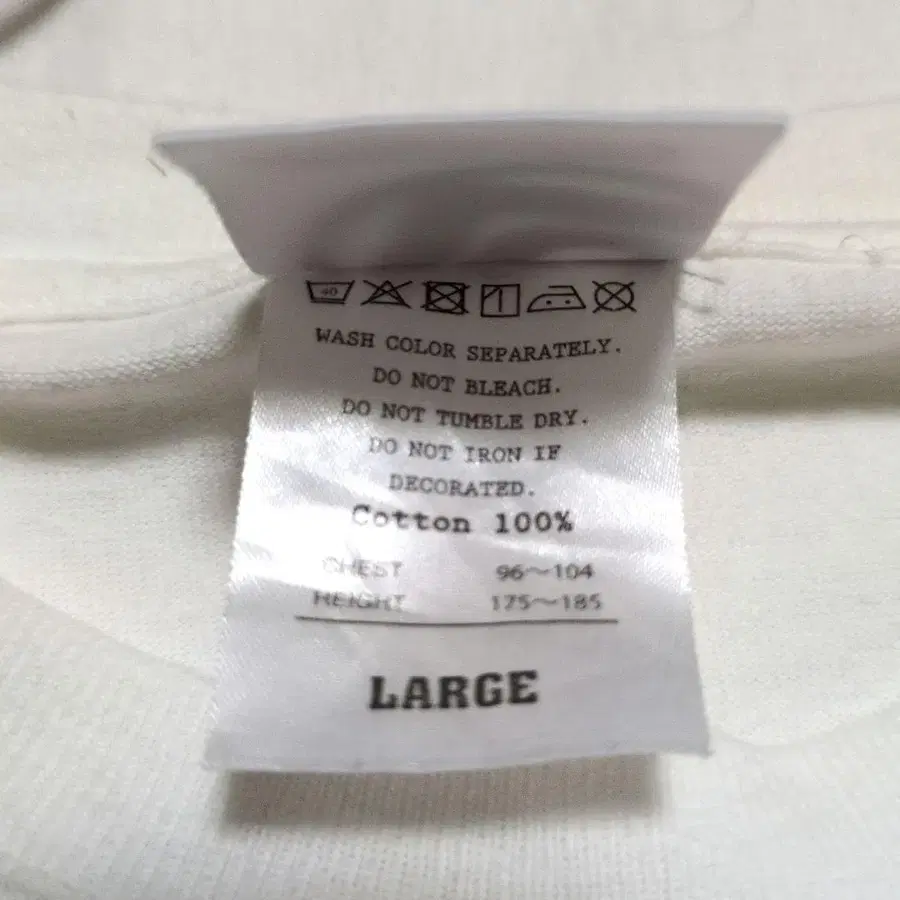 40
WASH COLOR SEPARATELY.
DO NOT BLEACH.
DO NOT TUMBLE DRY.
DO NOT IRON IF
DECORATED.
Cotton 100%
CHEST 96~104
HEIGHT 175~185
LARGE